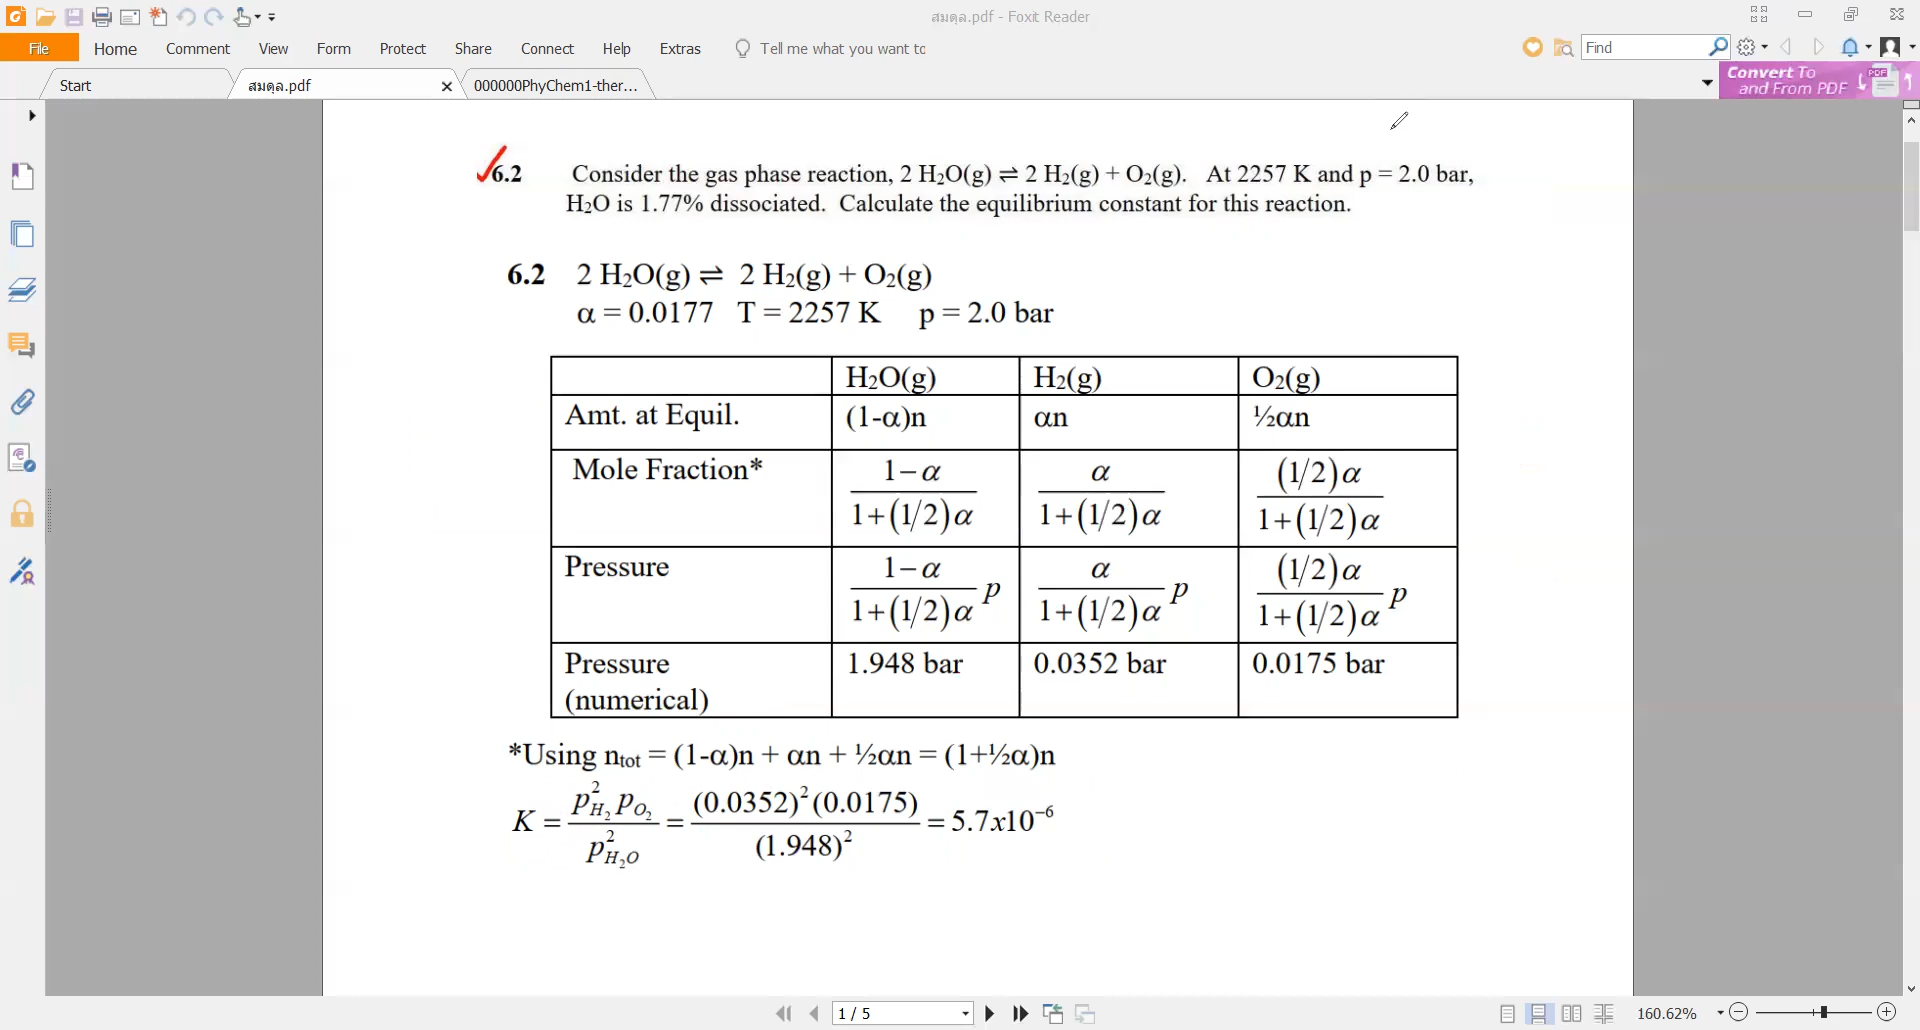 สมดุล.pdf - Foxit Reader
File Home Comment View Form Protect Share Connect Help Extras Tell me what you want to Find
Start สมดุล.pdf 000000PhyChem1-ther...
Convert To and From PDF
PDF
6.2 Consider the gas phase reaction, 2 H₂O(g) ⇌ 2 H₂(g) + O₂(g). At 2257 K and p = 2.0 bar,
H₂O is 1.77% dissociated. Calculate the equilibrium constant for this reaction.
6.2 2 H₂O(g) ⇌ 2 H₂(g) + O₂(g)
α = 0.0177 T = 2257 K p = 2.0 bar
H₂O(g) H₂(g) O₂(g)
Amt. at Equil. (1-α)n αn ½αn
Mole Fraction* (1−α)/(1+(1/2)α) α/(1+(1/2)α) (1/2)α/(1+(1/2)α)
Pressure (1−α)/(1+(1/2)α) p α/(1+(1/2)α) p (1/2)α/(1+(1/2)α) p
Pressure (numerical) 1.948 bar 0.0352 bar 0.0175 bar
*Using n_tot = (1-α)n + αn + ½αn = (1+½α)n
K = p²_H₂ p_O₂ / p²_H₂O = (0.0352)² (0.0175) / (1.948)² = 5.7x10⁻⁶
1 / 5 160.62%